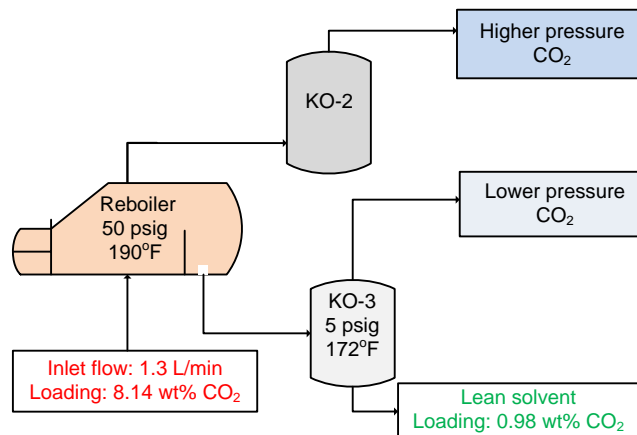 Higher pressure
CO₂
KO-2
Lower pressure
CO₂
Reboiler
50 psig
190°F
KO-3
5 psig
172°F
Inlet flow: 1.3 L/min
Loading: 8.14 wt% CO₂
Lean solvent
Loading: 0.98 wt% CO₂